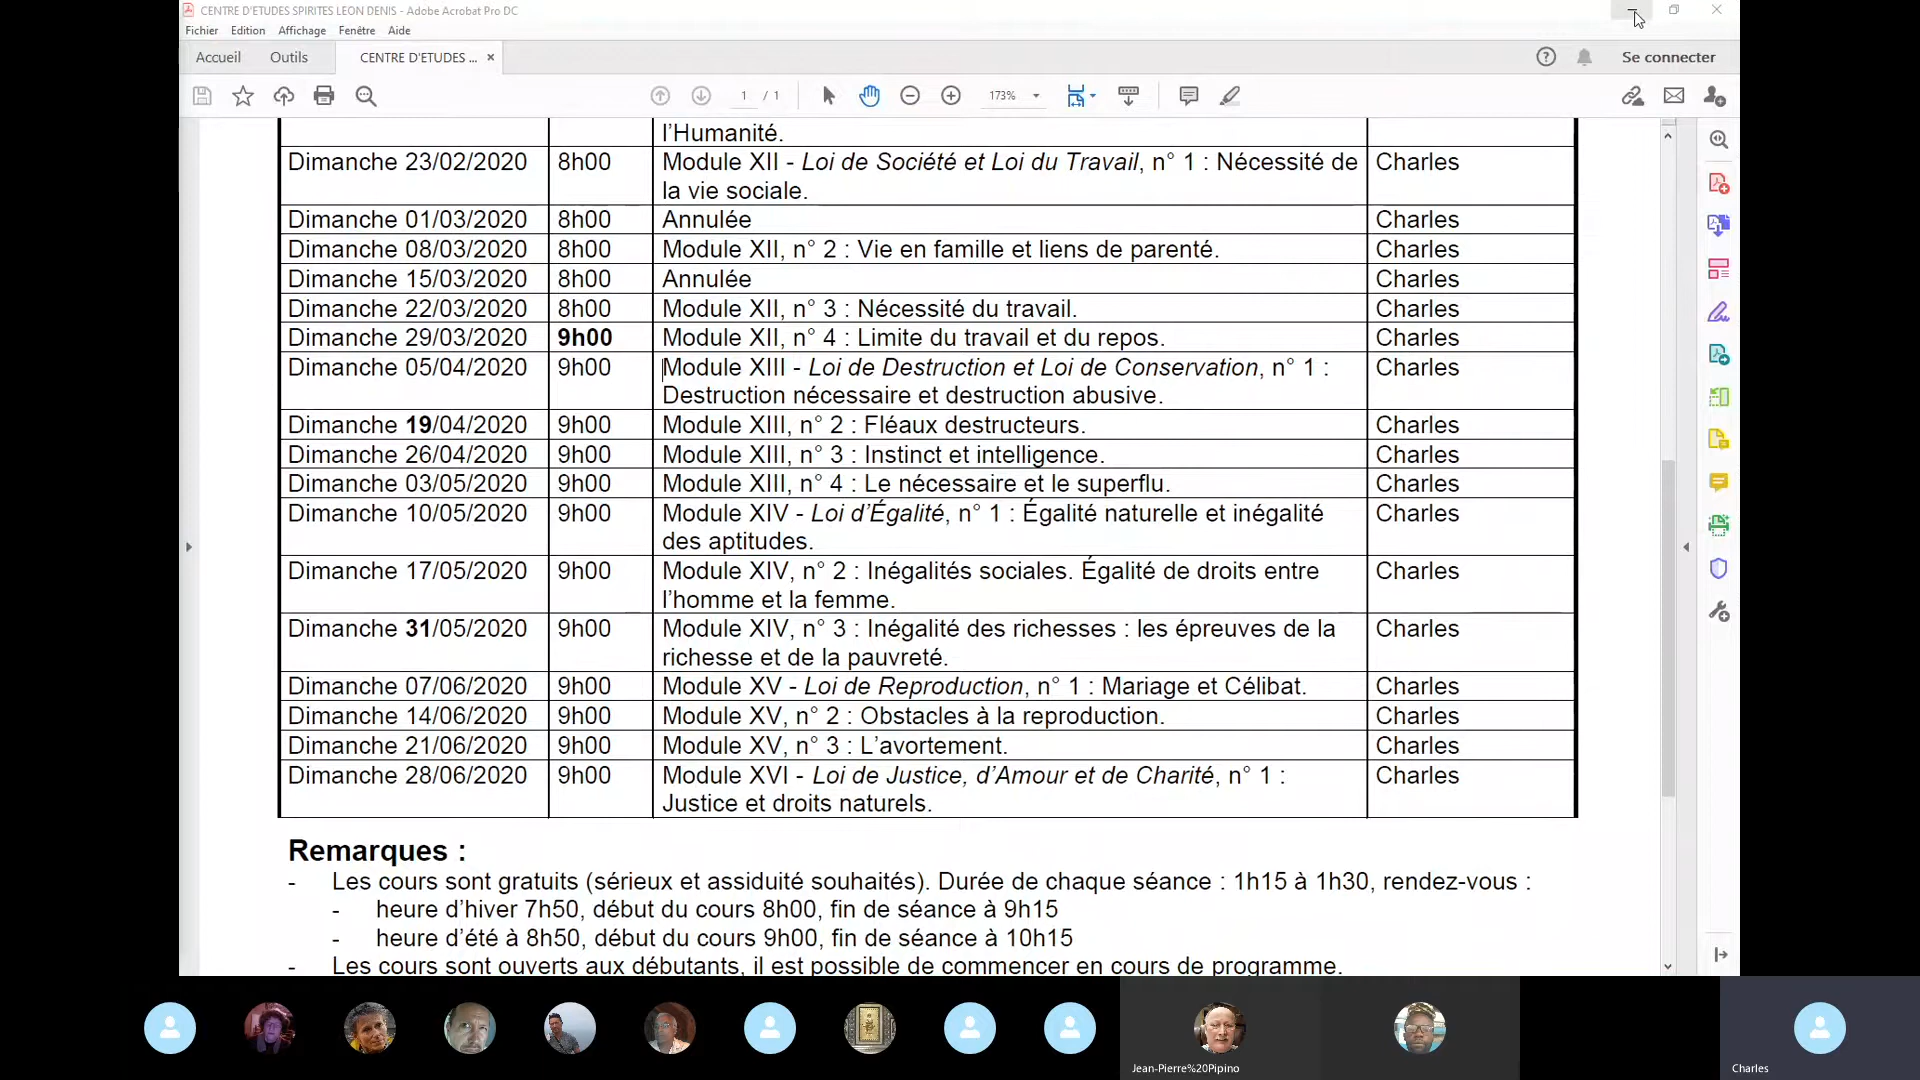 CENTRE D'ETUDES SPIRITES LEON DENIS - Adobe Acrobat Pro DC
Fichier Edition Affichage Fenêtre Aide
Accueil Outils CENTRE D'ETUDES ... × Se connecter
1 / 1 173%
l’Humanité.
Dimanche 23/02/2020 8h00 Module XII - Loi de Société et Loi du Travail, n° 1 : Nécessité de Charles
la vie sociale.
Dimanche 01/03/2020 8h00 Annulée Charles
Dimanche 08/03/2020 8h00 Module XII, n° 2 : Vie en famille et liens de parenté. Charles
Dimanche 15/03/2020 8h00 Annulée Charles
Dimanche 22/03/2020 8h00 Module XII, n° 3 : Nécessité du travail. Charles
Dimanche 29/03/2020 9h00 Module XII, n° 4 : Limite du travail et du repos. Charles
Dimanche 05/04/2020 9h00 Module XIII - Loi de Destruction et Loi de Conservation, n° 1 : Charles
Destruction nécessaire et destruction abusive.
Dimanche 19/04/2020 9h00 Module XIII, n° 2 : Fléaux destructeurs. Charles
Dimanche 26/04/2020 9h00 Module XIII, n° 3 : Instinct et intelligence. Charles
Dimanche 03/05/2020 9h00 Module XIII, n° 4 : Le nécessaire et le superflu. Charles
Dimanche 10/05/2020 9h00 Module XIV - Loi d’Égalité, n° 1 : Égalité naturelle et inégalité Charles
des aptitudes.
Dimanche 17/05/2020 9h00 Module XIV, n° 2 : Inégalités sociales. Égalité de droits entre Charles
l’homme et la femme.
Dimanche 31/05/2020 9h00 Module XIV, n° 3 : Inégalité des richesses : les épreuves de la Charles
richesse et de la pauvreté.
Dimanche 07/06/2020 9h00 Module XV - Loi de Reproduction, n° 1 : Mariage et Célibat. Charles
Dimanche 14/06/2020 9h00 Module XV, n° 2 : Obstacles à la reproduction. Charles
Dimanche 21/06/2020 9h00 Module XV, n° 3 : L’avortement. Charles
Dimanche 28/06/2020 9h00 Module XVI - Loi de Justice, d’Amour et de Charité, n° 1 : Charles
Justice et droits naturels.
Remarques :
- Les cours sont gratuits (sérieux et assiduité souhaités). Durée de chaque séance : 1h15 à 1h30, rendez-vous :
- heure d’hiver 7h50, début du cours 8h00, fin de séance à 9h15
- heure d’été à 8h50, début du cours 9h00, fin de séance à 10h15
- Les cours sont ouverts aux débutants, il est possible de commencer en cours de programme.
Jean-Pierre%20Pipino Charles